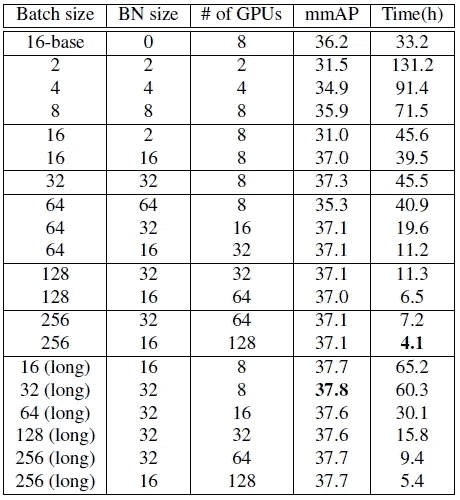 Batch size BN size # of GPUs mmAP Time(h)
16-base 0 8 36.2 33.2
2 2 2 31.5 131.2
4 4 4 34.9 91.4
8 8 8 35.9 71.5
16 2 8 31.0 45.6
16 16 8 37.0 39.5
32 32 8 37.3 45.5
64 64 8 35.3 40.9
64 32 16 37.1 19.6
64 16 32 37.1 11.2
128 32 32 37.1 11.3
128 16 64 37.0 6.5
256 32 64 37.1 7.2
256 16 128 37.1 4.1
16 (long) 16 8 37.7 65.2
32 (long) 32 8 37.8 60.3
64 (long) 32 16 37.6 30.1
128 (long) 32 32 37.6 15.8
256 (long) 32 64 37.7 9.4
256 (long) 16 128 37.7 5.4